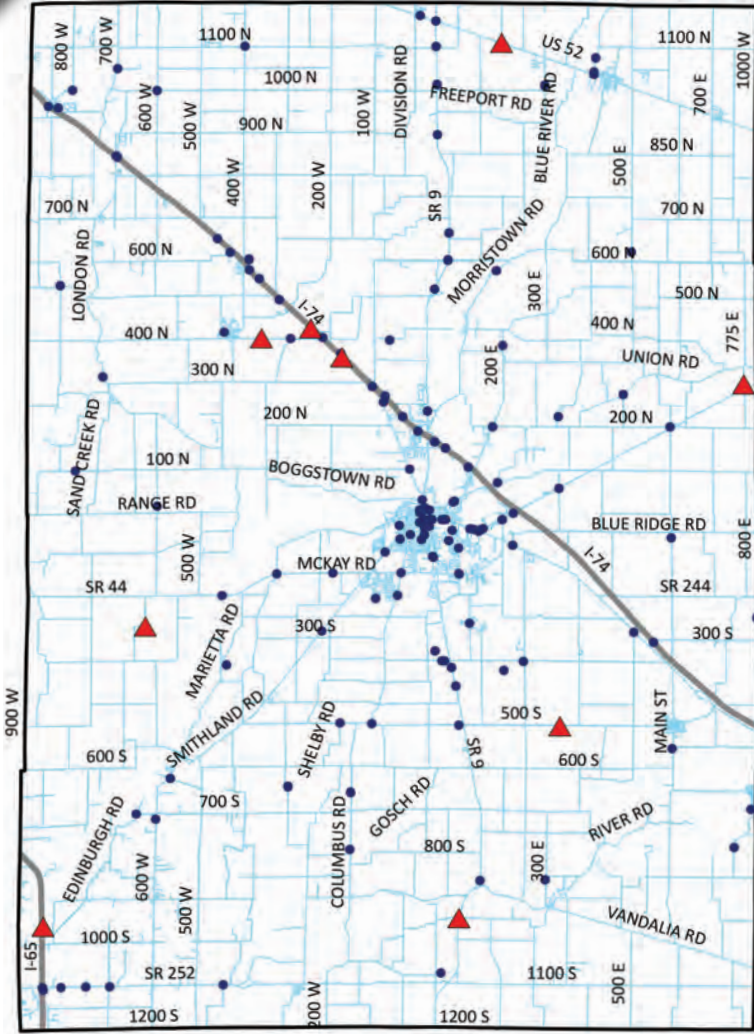 1100 N
US 52
1100 N
1000 W
800 W
700 W
1000 N
DIVISION RD
FREEPORT RD
BLUE RIVER RD
700 E
600 W
500 W
900 N
100 W
850 N
500 E
400 W
200 W
700 N
SR 9
MORRISTOWN RD
700 N
LONDON RD
600 N
600 N
300 E
500 N
I-74
400 N
400 N
775 E
300 N
200 E
UNION RD
200 N
200 N
SAND CREEK RD
100 N
BOGGSTOWN RD
RANGE RD
BLUE RIDGE RD
800 E
500 W
MCKAY RD
I-74
SR 44
SR 244
MARIETTA RD
300 S
300 S
900 W
SMITHLAND RD
SHELBY RD
500 S
MAIN ST
600 S
SR 9
600 S
700 S
EDINBURGH RD
COLUMBUS RD
GOSCH RD
RIVER RD
800 S
300 E
600 W
500 W
VANDALIA RD
1000 S
I-65
SR 252
1100 S
500 E
200 W
1200 S
1200 S